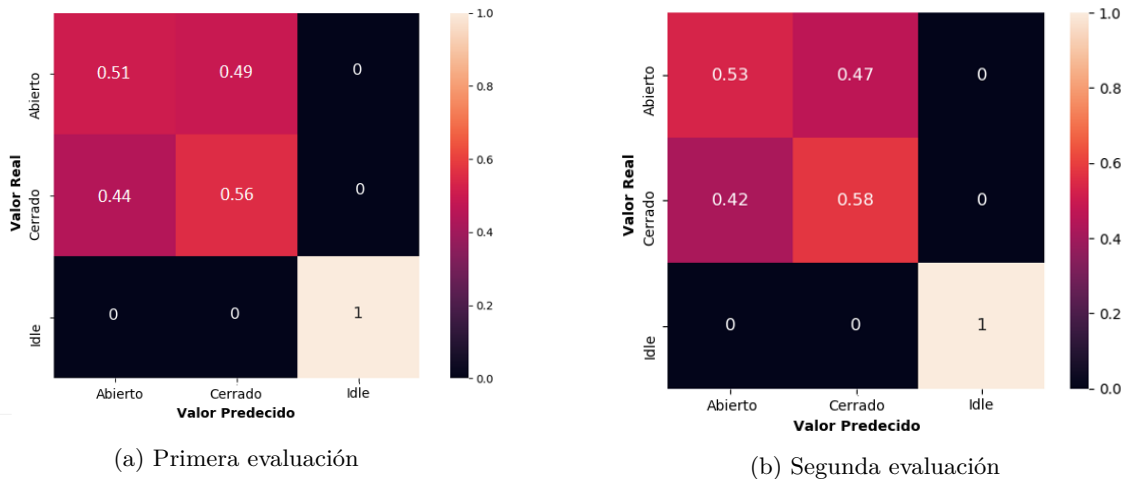 1.0
0.51 0.49 0
Abierto
0.8
0.6
Valor Real
Cerrado
0.44 0.56 0
0.4
0.2
Idle
0 0 1
0.0
Abierto Cerrado Idle
Valor Predecido
(a) Primera evaluación
1.0
0.53 0.47 0
Abierto
0.8
0.6
Valor Real
Cerrado
0.42 0.58 0
0.4
0.2
Idle
0 0 1
0.0
Abierto Cerrado Idle
Valor Predecido
(b) Segunda evaluación